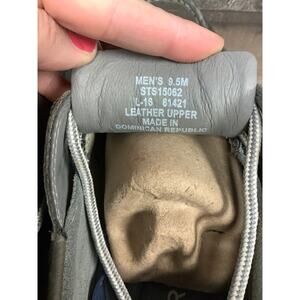 MEN'S 9.5M
STS15062
L-16 61421
LEATHER UPPER
MADE IN
DOMINICAN REPUBLIC